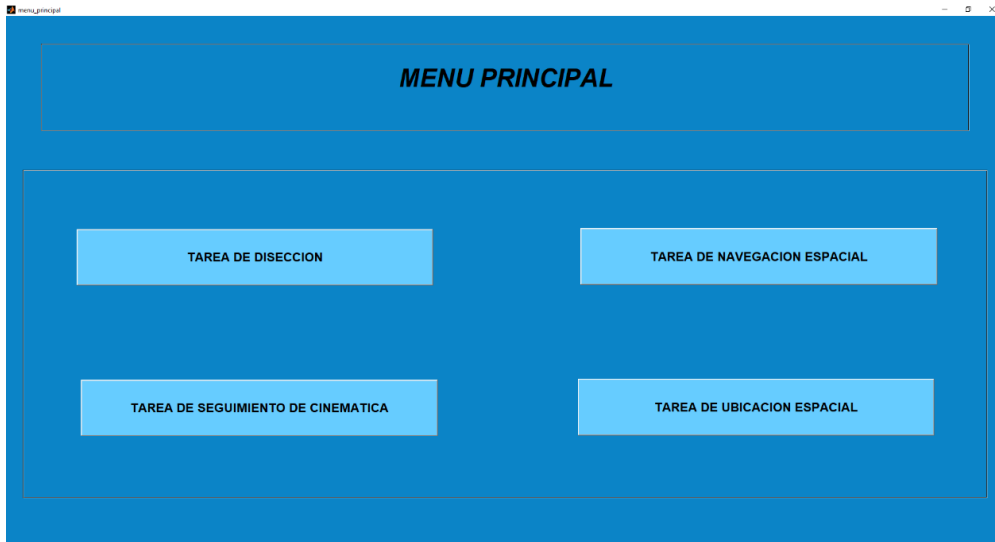 menu_principal
MENU PRINCIPAL
TAREA DE DISECCION
TAREA DE NAVEGACION ESPACIAL
TAREA DE SEGUIMIENTO DE CINEMATICA
TAREA DE UBICACION ESPACIAL